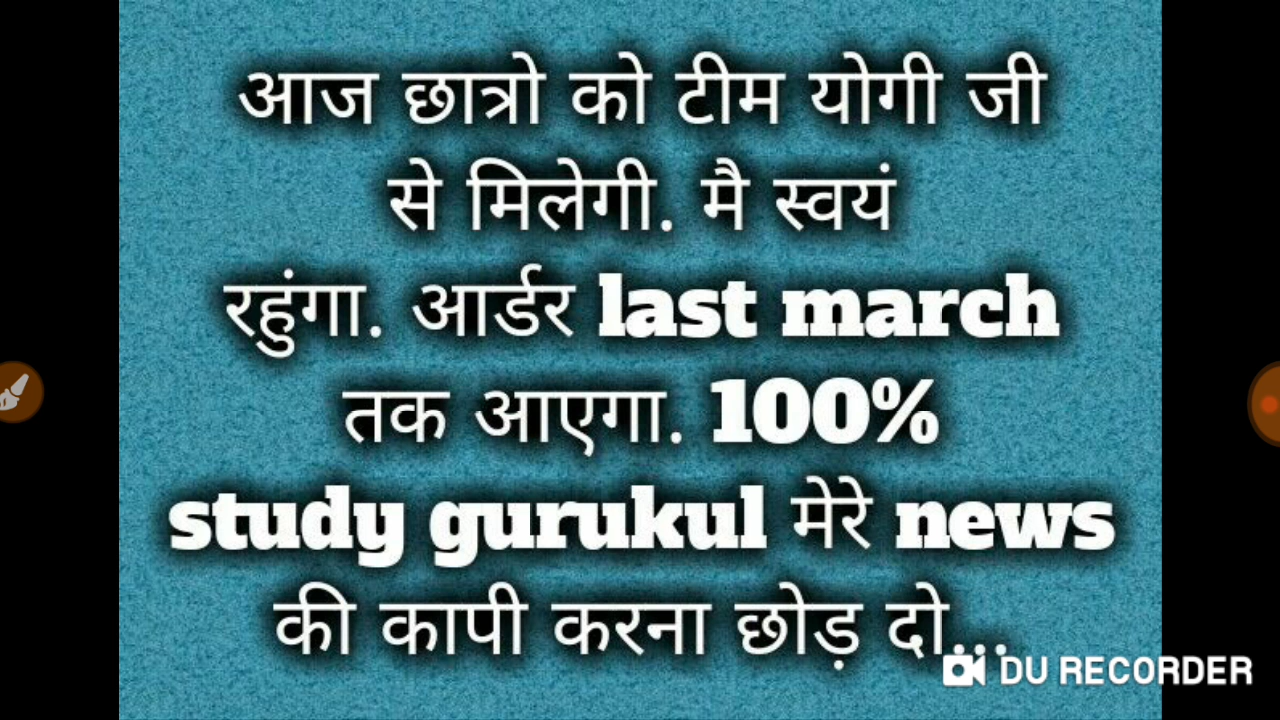 आज छात्रो को टीम योगी जी
से मिलेगी. मै स्वयं
रहुंगा. आर्डर last march
तक आएगा. 100%
study gurukul मेरे news
की कापी करना छोड़ दो...
DU RECORDER